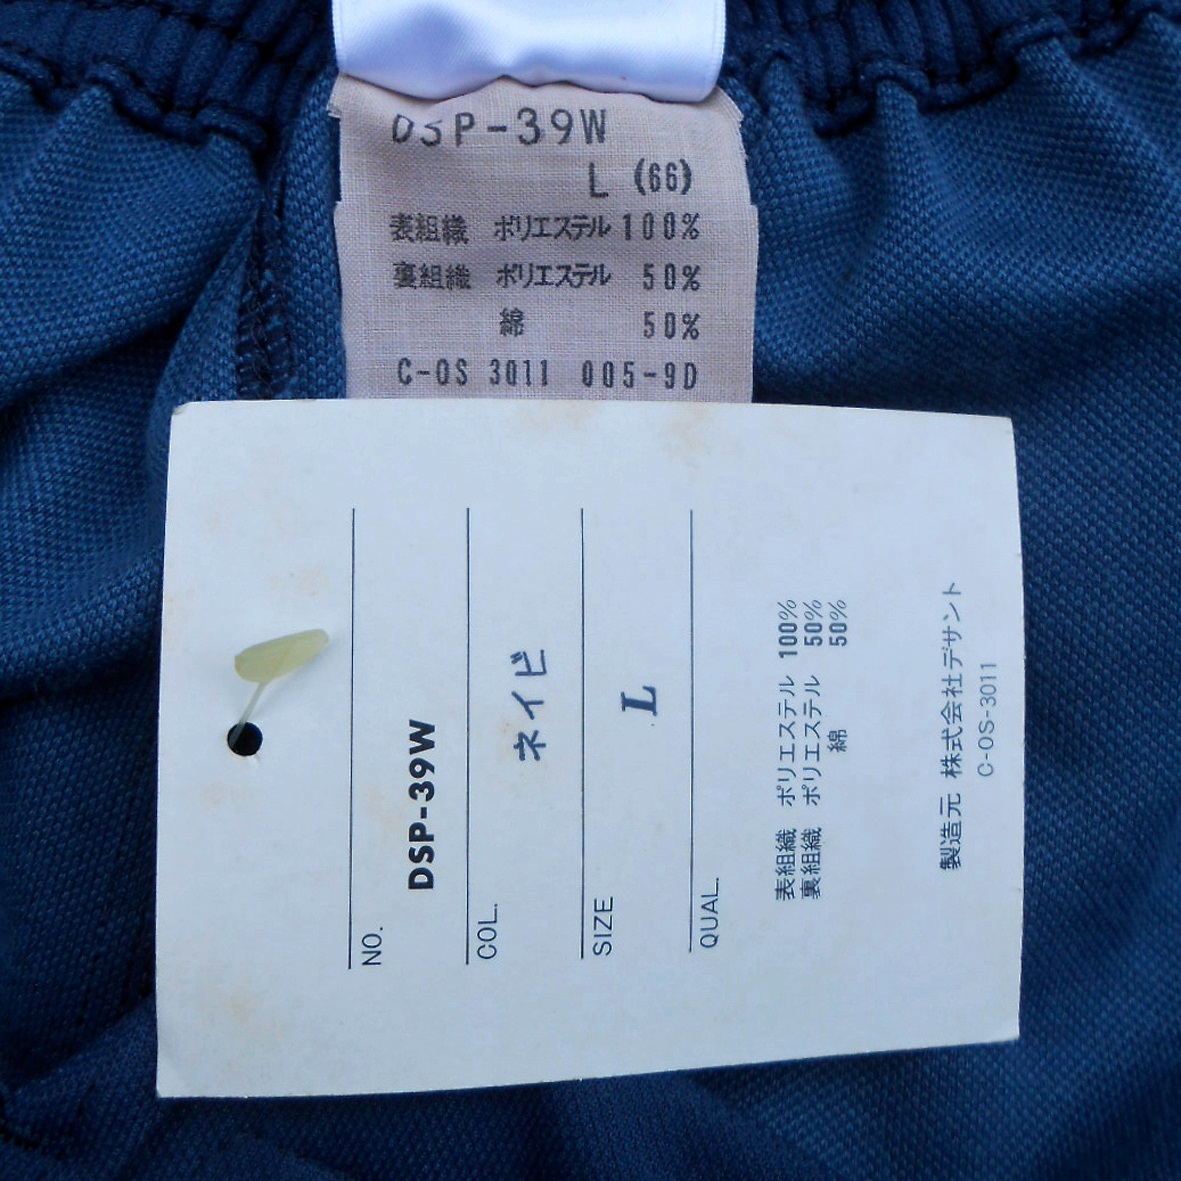 DSP-39W
L (66)
表組織 ポリエステル 100%
裏組織 ポリエステル 50%
綿 50%
C-OS 3011 005-9D
NO.
DSP-39W
COL.
ネイビ
SIZE
L
QUAL.
表組織 ポリエステル 100%
裏組織 ポリエステル 50%
綿 50%
製造元 株式会社デサント
C-OS-3011